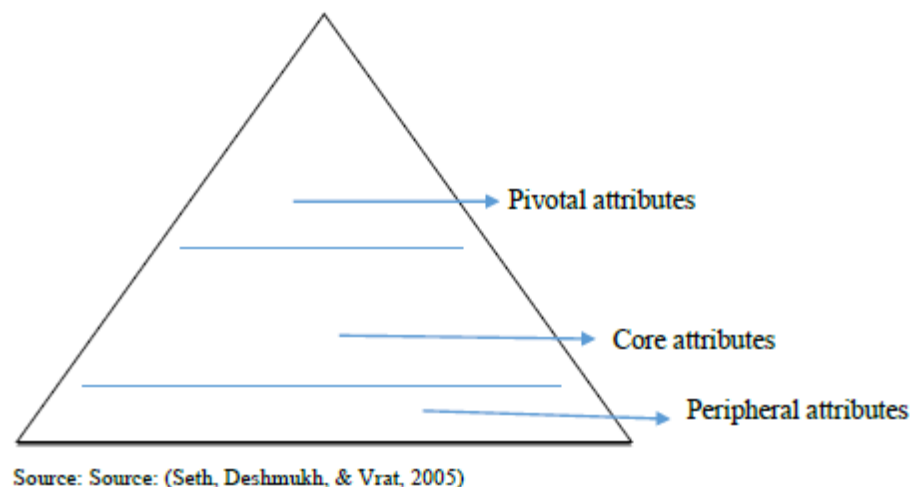 Pivotal attributes
Core attributes
Peripheral attributes
Source: Source: (Seth, Deshmukh, & Vrat, 2005)